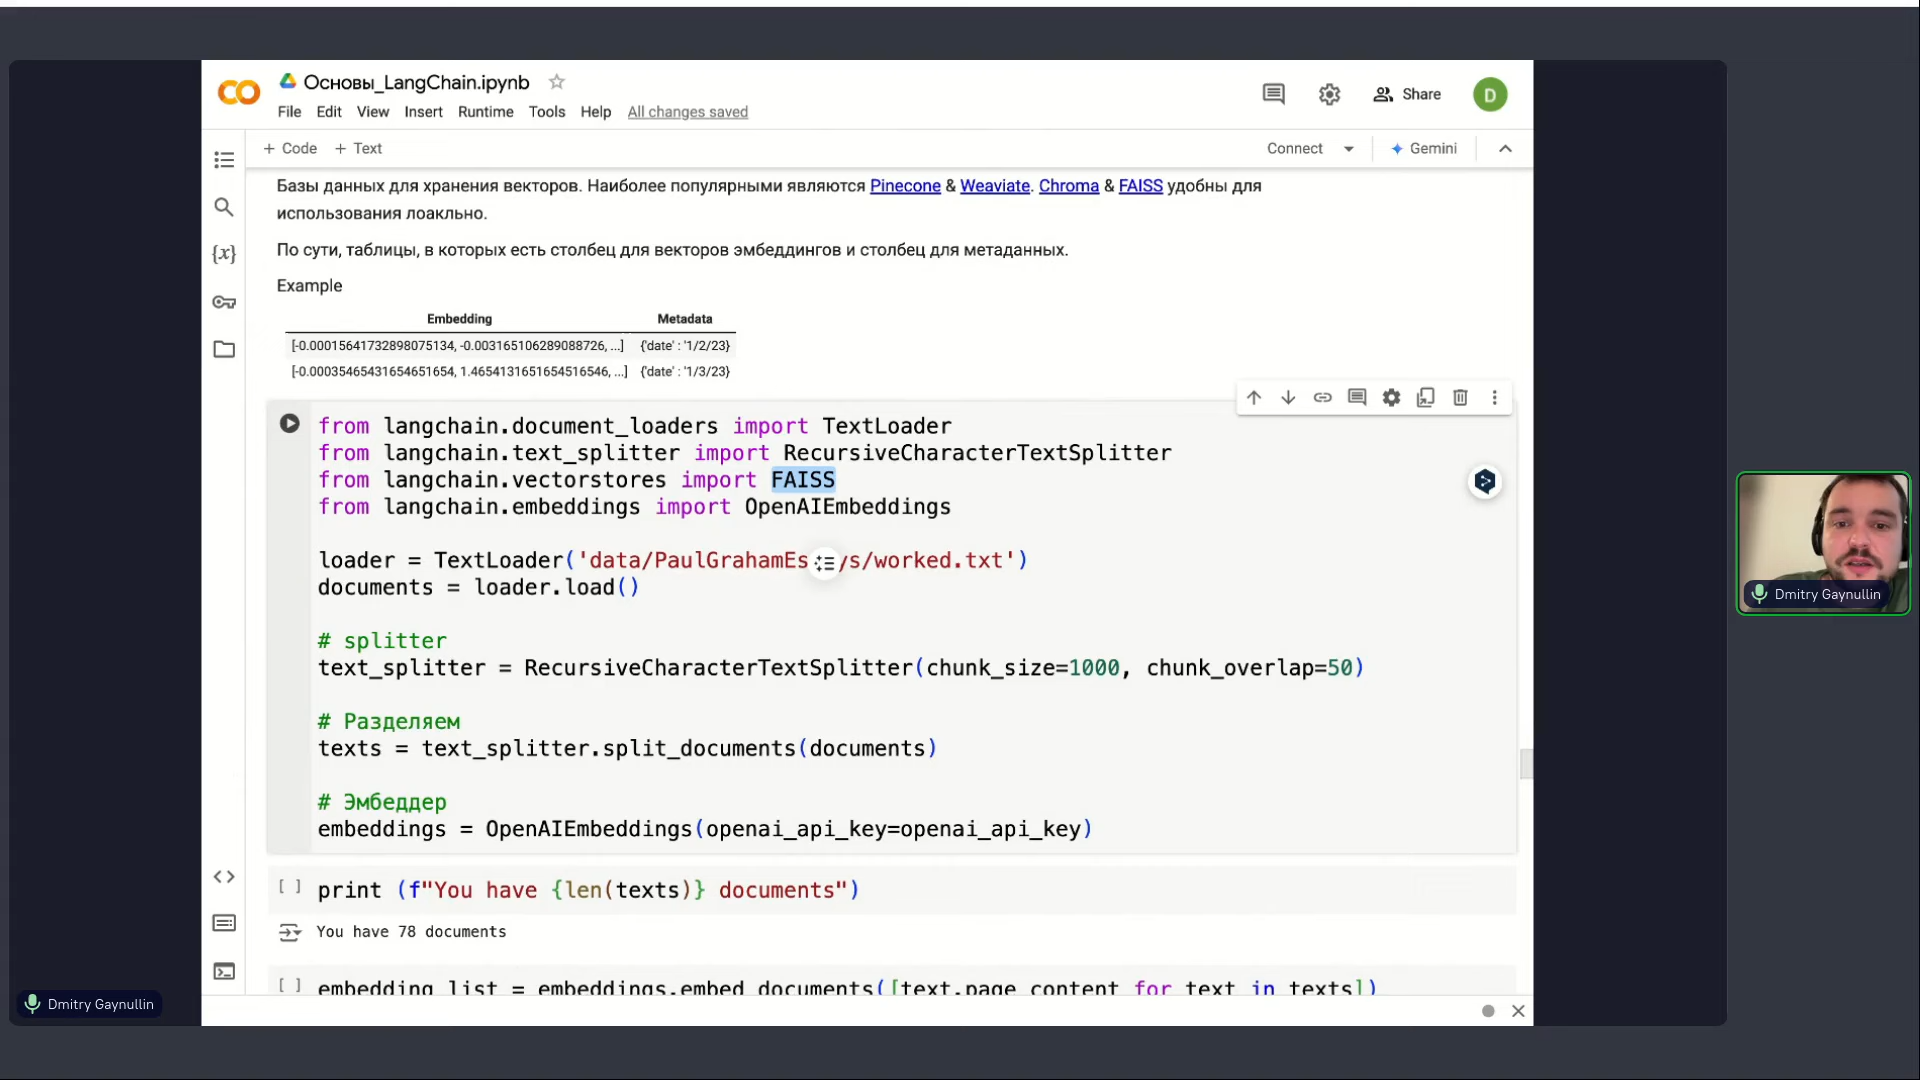 Основы_LangChain.ipynb
File Edit View Insert Runtime Tools Help All changes saved
Share
D
+ Code + Text
Connect
Gemini
Базы данных для хранения векторов. Наиболее популярными являются Pinecone & Weaviate. Chroma & FAISS удобны для
использования лоакльно.
По сути, таблицы, в которых есть столбец для векторов эмбеддингов и столбец для метаданных.
Example
Embedding Metadata
[-0.00015641732898075134, -0.003165106289088726, ...] {'date' : '1/2/23}
[-0.00035465431654651654, 1.4654131651654516546, ...] {'date' : '1/3/23}
from langchain.document_loaders import TextLoader
from langchain.text_splitter import RecursiveCharacterTextSplitter
from langchain.vectorstores import FAISS
from langchain.embeddings import OpenAIEmbeddings
loader = TextLoader('data/PaulGrahamEs ys/worked.txt')
documents = loader.load()
# splitter
text_splitter = RecursiveCharacterTextSplitter(chunk_size=1000, chunk_overlap=50)
# Разделяем
texts = text_splitter.split_documents(documents)
# Эмбеддер
embeddings = OpenAIEmbeddings(openai_api_key=openai_api_key)
[ ] print (f"You have {len(texts)} documents")
You have 78 documents
[ ] embedding_list = embeddings.embed_documents([text.page_content for text in texts])
Dmitry Gaynullin
Dmitry Gaynullin